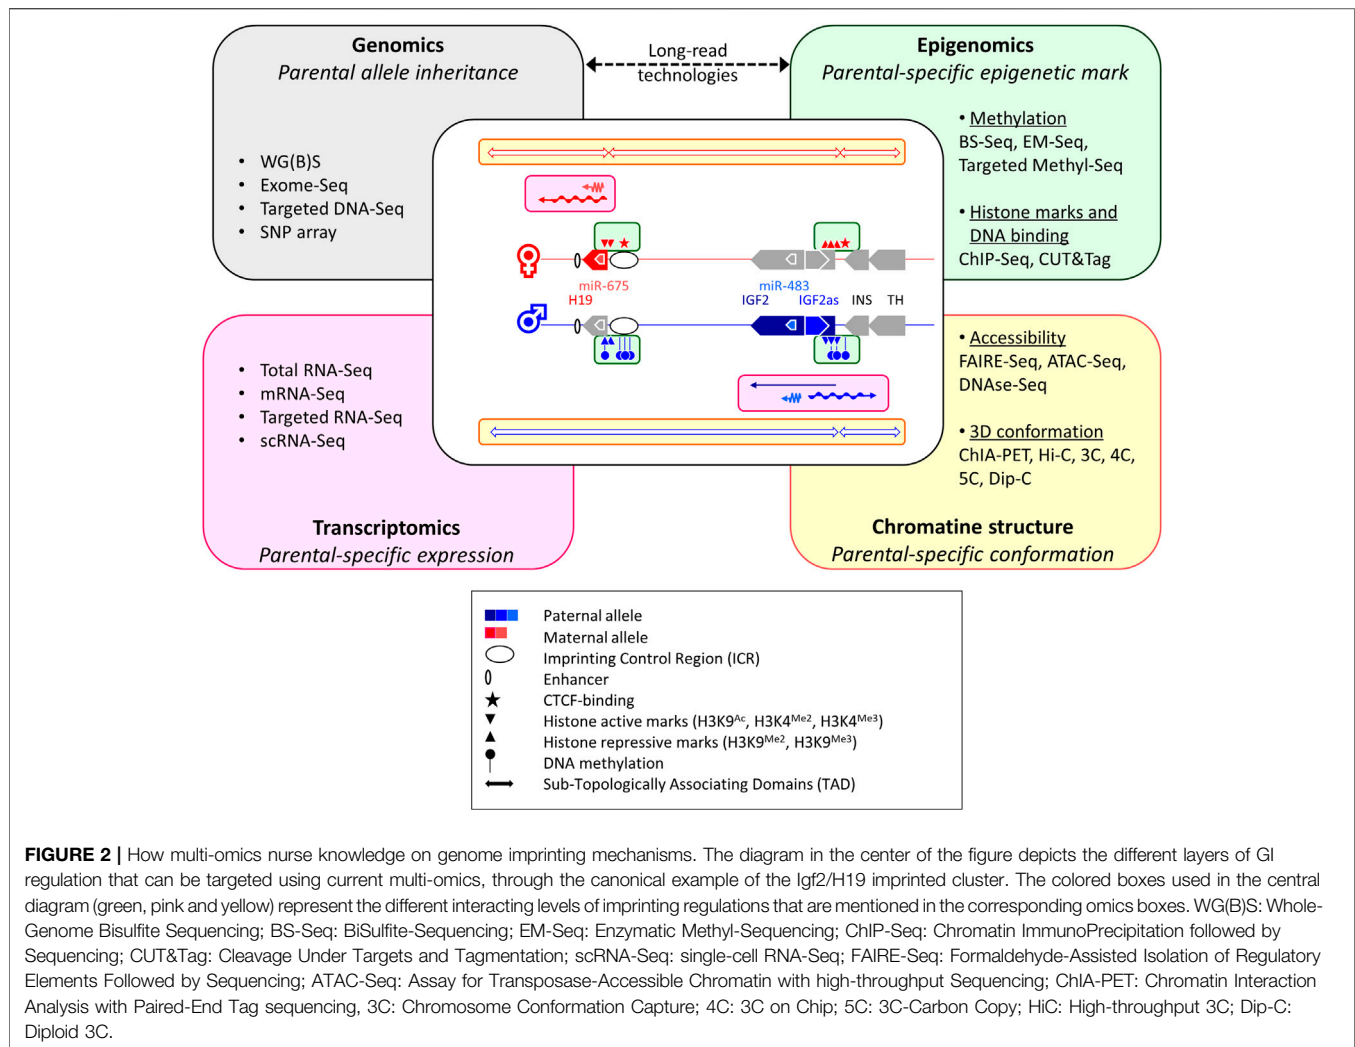 Genomics
Parental allele inheritance
• WG(B)S
• Exome-Seq
• Targeted DNA-Seq
• SNP array
Long-read
technologies
Epigenomics
Parental-specific epigenetic mark
• Methylation
BS-Seq, EM-Seq,
Targeted Methyl-Seq
• Histone marks and
DNA binding
ChIP-Seq, CUT&Tag
miR-675
H19
miR-483
IGF2
IGF2as
INS
TH
• Total RNA-Seq
• mRNA-Seq
• Targeted RNA-Seq
• scRNA-Seq
Transcriptomics
Parental-specific expression
• Accessibility
FAIRE-Seq, ATAC-Seq,
DNAse-Seq
• 3D conformation
ChIA-PET, Hi-C, 3C, 4C,
5C, Dip-C
Chromatine structure
Parental-specific conformation
Paternal allele
Maternal allele
Imprinting Control Region (ICR)
Enhancer
CTCF-binding
Histone active marks (H3K9Ac, H3K4Me2, H3K4Me3)
Histone repressive marks (H3K9Me2, H3K9Me3)
DNA methylation
Sub-Topologically Associating Domains (TAD)
FIGURE 2 | How multi-omics nurse knowledge on genome imprinting mechanisms. The diagram in the center of the figure depicts the different layers of GI
regulation that can be targeted using current multi-omics, through the canonical example of the Igf2/H19 imprinted cluster. The colored boxes used in the central
diagram (green, pink and yellow) represent the different interacting levels of imprinting regulations that are mentioned in the corresponding omics boxes. WG(B)S: Whole-
Genome Bisulfite Sequencing; BS-Seq: BiSulfite-Sequencing; EM-Seq: Enzymatic Methyl-Sequencing; ChIP-Seq: Chromatin ImmunoPrecipitation followed by
Sequencing; CUT&Tag: Cleavage Under Targets and Tagmentation; scRNA-Seq: single-cell RNA-Seq; FAIRE-Seq: Formaldehyde-Assisted Isolation of Regulatory
Elements Followed by Sequencing; ATAC-Seq: Assay for Transposase-Accessible Chromatin with high-throughput Sequencing; ChIA-PET: Chromatin Interaction
Analysis with Paired-End Tag sequencing, 3C: Chromosome Conformation Capture; 4C: 3C on Chip; 5C: 3C-Carbon Copy; HiC: High-throughput 3C; Dip-C:
Diploid 3C.